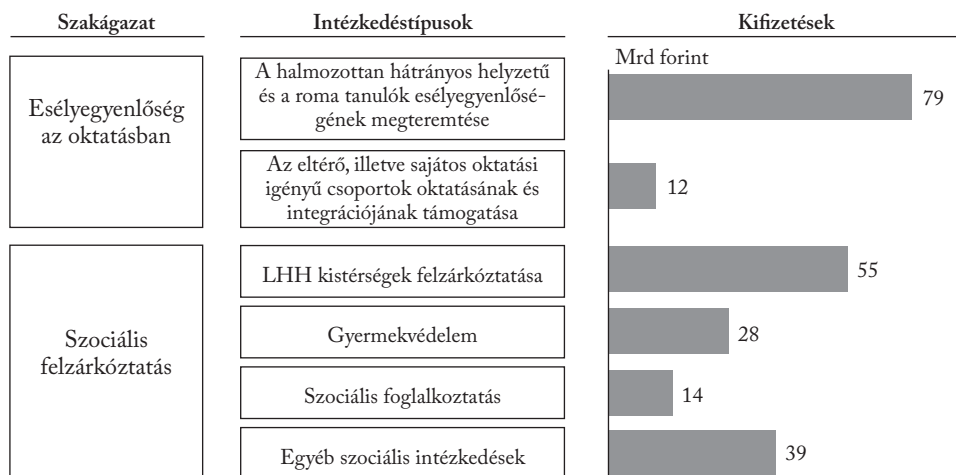 Szakágazat
Intézkedéstípusok
Kifizetések
Mrd forint
Esélyegyenlőség
az oktatásban
A halmozottan hátrányos helyzetű
és a roma tanulók esélyegyenlősé-
gének megteremtése
79
Az eltérő, illetve sajátos oktatási
igényű csoportok oktatásának és
integrációjának támogatása
12
Szociális
felzárkóztatás
LHH kistérségek felzárkóztatása
55
Gyermekvédelem
28
Szociális foglalkoztatás
14
Egyéb szociális intézkedések
39